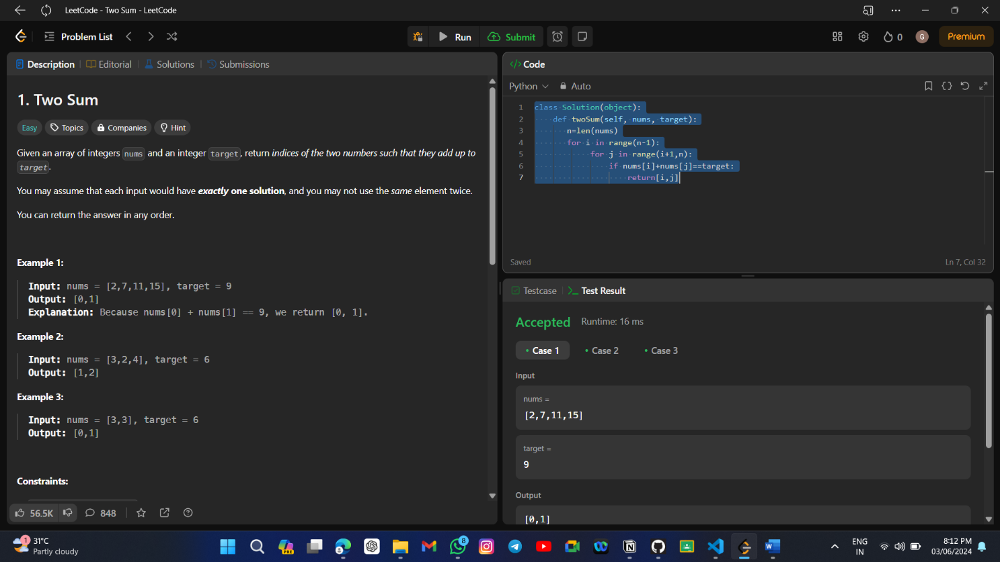 LeetCode - Two Sum - LeetCode
Problem List
Run
Submit
0
G
Premium
Description
Editorial
Solutions
Submissions
1. Two Sum
Easy
Topics
Companies
Hint
Given an array of integers nums and an integer target, return indices of the two numbers such that they add up to
target.
You may assume that each input would have exactly one solution, and you may not use the same element twice.
You can return the answer in any order.
Example 1:
Input: nums = [2,7,11,15], target = 9
Output: [0,1]
Explanation: Because nums[0] + nums[1] == 9, we return [0, 1].
Example 2:
Input: nums = [3,2,4], target = 6
Output: [1,2]
Example 3:
Input: nums = [3,3], target = 6
Output: [0,1]
Constraints:
56.5K
848
</> Code
Python
Auto
1 class Solution(object):
2 def twoSum(self, nums, target):
3 n=len(nums)
4 for i in range(n-1):
5 for j in range(i+1,n):
6 if nums[i]+nums[j]==target:
7 return[i,j]
Saved
Ln 7, Col 32
Testcase
Test Result
Accepted
Runtime: 16 ms
Case 1
Case 2
Case 3
Input
nums =
[2,7,11,15]
target =
9
Output
[0,1]
1
31°C
Partly cloudy
PRE
8
ENG
IN
8:12 PM
03/06/2024